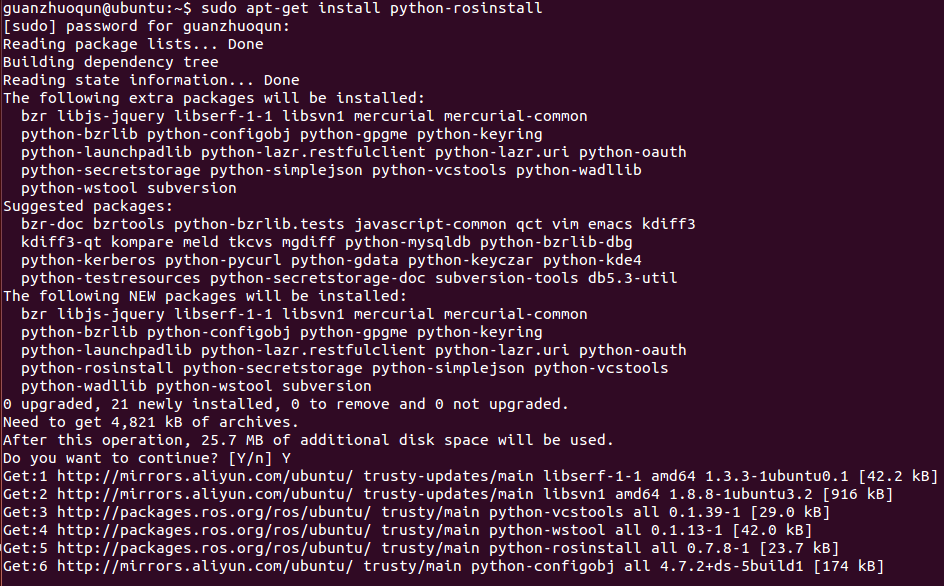 guanzhuoqun@ubuntu:~$ sudo apt-get install python-rosinstall
[sudo] password for guanzhuoqun:
Reading package lists... Done
Building dependency tree
Reading state information... Done
The following extra packages will be installed:
  bzr libjs-jquery libserf-1-1 libsvn1 mercurial mercurial-common
  python-bzrlib python-configobj python-gpgme python-keyring
  python-launchpadlib python-lazr.restfulclient python-lazr.uri python-oauth
  python-secretstorage python-simplejson python-vcstools python-wadllib
  python-wstool subversion
Suggested packages:
  bzr-doc bzrtools python-bzrlib.tests javascript-common qct vim emacs kdiff3
  kdiff3-qt kompare meld tkcvs mgdiff python-mysqldb python-bzrlib-dbg
  python-kerberos python-pycurl python-gdata python-keyczar python-kde4
  python-testresources python-secretstorage-doc subversion-tools db5.3-util
The following NEW packages will be installed:
  bzr libjs-jquery libserf-1-1 libsvn1 mercurial mercurial-common
  python-bzrlib python-configobj python-gpgme python-keyring
  python-launchpadlib python-lazr.restfulclient python-lazr.uri python-oauth
  python-rosinstall python-secretstorage python-simplejson python-vcstools
  python-wadllib python-wstool subversion
0 upgraded, 21 newly installed, 0 to remove and 0 not upgraded.
Need to get 4,821 kB of archives.
After this operation, 25.7 MB of additional disk space will be used.
Do you want to continue? [Y/n] Y
Get:1 http://mirrors.aliyun.com/ubuntu/ trusty-updates/main libserf-1-1 amd64 1.3.3-1ubuntu0.1 [42.2 kB]
Get:2 http://mirrors.aliyun.com/ubuntu/ trusty-updates/main libsvn1 amd64 1.8.8-1ubuntu3.2 [916 kB]
Get:3 http://packages.ros.org/ros/ubuntu/ trusty/main python-vcstools all 0.1.39-1 [29.0 kB]
Get:4 http://packages.ros.org/ros/ubuntu/ trusty/main python-wstool all 0.1.13-1 [42.0 kB]
Get:5 http://packages.ros.org/ros/ubuntu/ trusty/main python-rosinstall all 0.7.8-1 [23.7 kB]
Get:6 http://mirrors.aliyun.com/ubuntu/ trusty/main python-configobj all 4.7.2+ds-5build1 [174 kB]